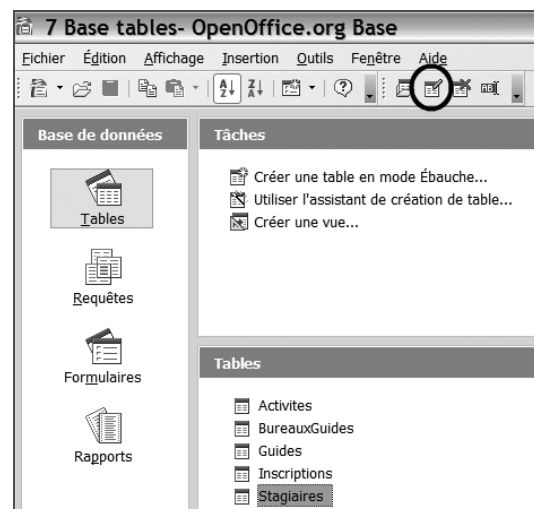 7 Base tables- OpenOffice.org Base
Fichier Édition Affichage Insertion Outils Fenêtre Aide
Base de données
Tables
Requêtes
Formulaires
Rapports
Tâches
Créer une table en mode Ébauche...
Utiliser l'assistant de création de table...
Créer une vue...
Tables
Activites
BureauxGuides
Guides
Inscriptions
Stagiaires